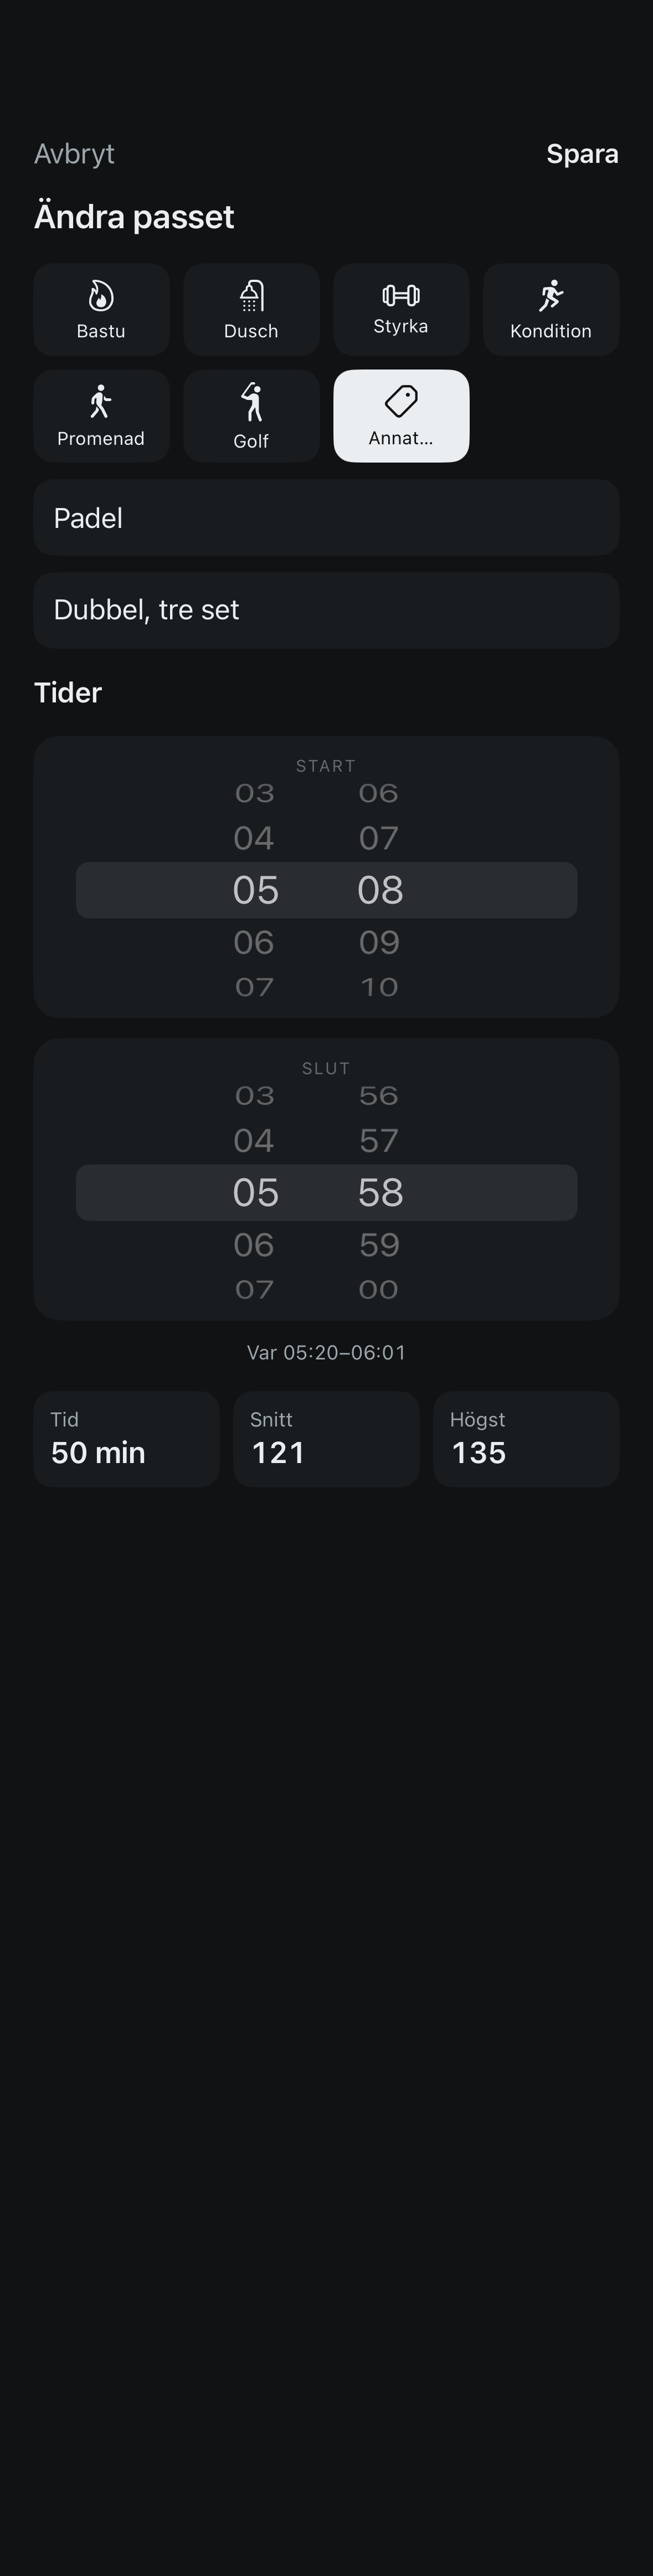 Avbryt Spara
Ändra passet
Bastu Dusch Styrka Kondition
Promenad Golf Annat...
Padel
Dubbel, tre set
Tider
START
03 06
04 07
05 08
06 09
07 10
SLUT
03 56
04 57
05 58
06 59
07 00
Var 05:20–06:01
Tid Snitt Högst
50 min 121 135